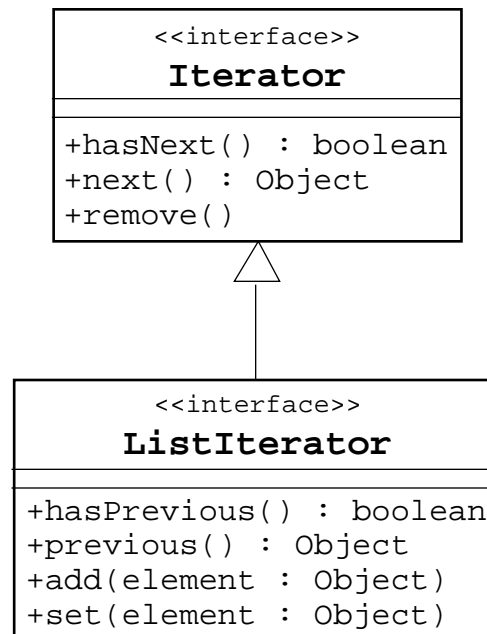 <<interface>>
Iterator
+hasNext() : boolean
+next() : Object
+remove()
<<interface>>
ListIterator
+hasPrevious() : boolean
+previous() : Object
+add(element : Object)
+set(element : Object)